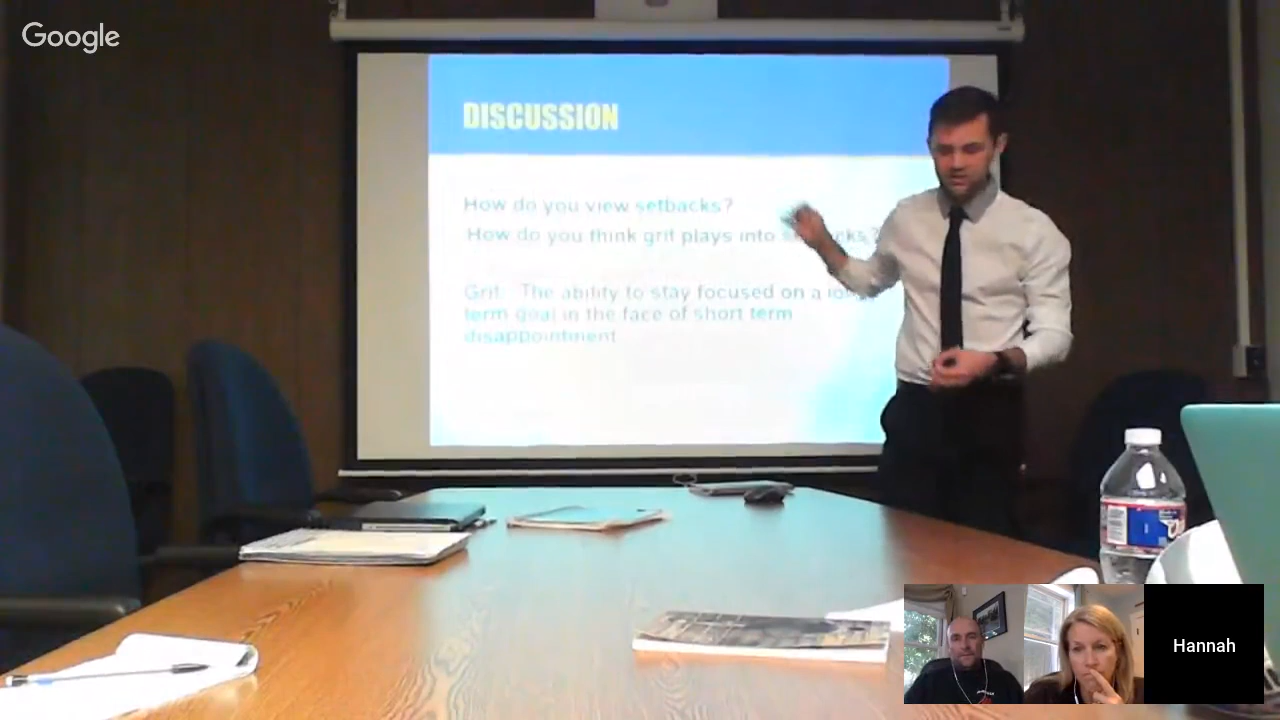 Google
DISCUSSION
How do you view setbacks?
How do you think grit plays into
Grit: The ability to stay focused on a long
term goal in the face of short term
disappointment
Hannah